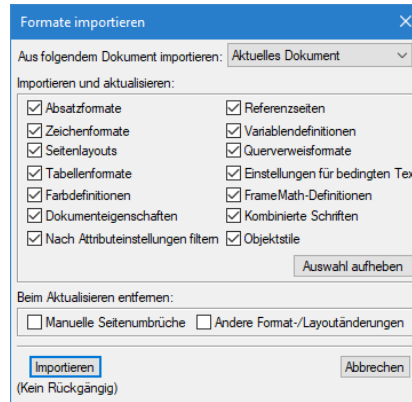 Formate importieren
Aus folgendem Dokument importieren: Aktuelles Dokument
Importieren und aktualisieren:
Absatzformate Referenzseiten
Zeichenformate Variablendefinitionen
Seitenlayouts Querverweisformate
Tabellenformate Einstellungen für bedingten Tex
Farbdefinitionen FrameMath-Definitionen
Dokumenteigenschaften Kombinierte Schriften
Nach Attributeinstellungen filtern Objektstile
Auswahl aufheben
Beim Aktualisieren entfernen:
Manuelle Seitenumbrüche Andere Format-/Layoutänderungen
Importieren Abbrechen
(Kein Rückgängig)